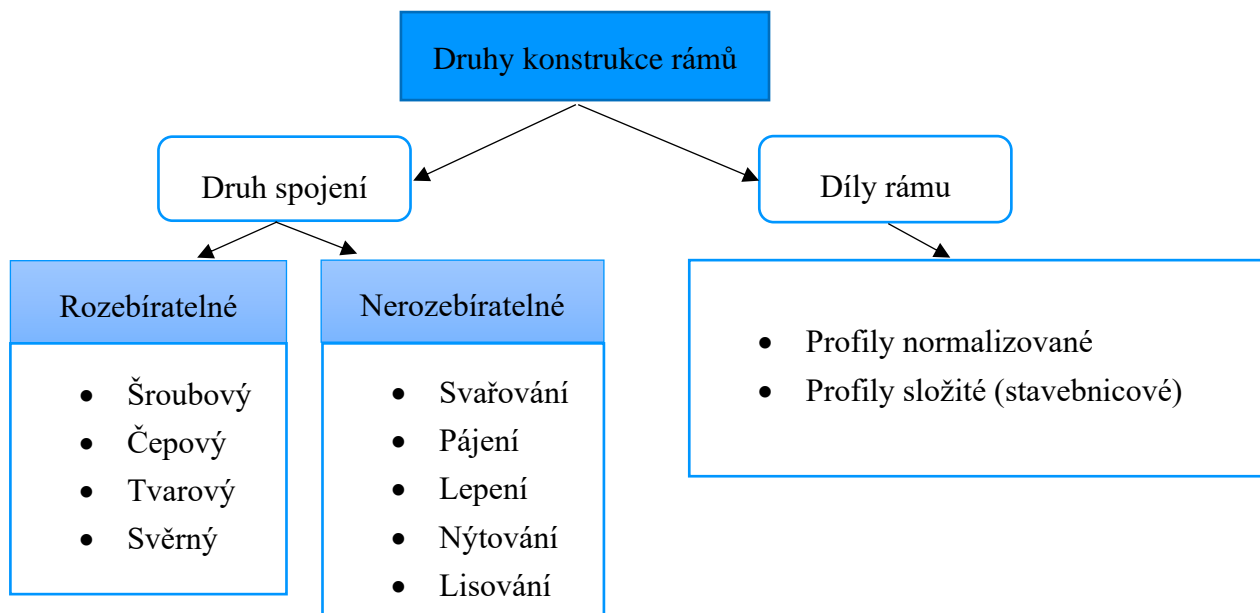 Druhy konstrukce rámů
Druh spojení
Díly rámu
Rozebíratelné
• Šroubový
• Čepový
• Tvarový
• Svěrný
Nerozebíratelné
• Svařování
• Pájení
• Lepení
• Nýtování
• Lisování
• Profily normalizované
• Profily složité (stavebnicové)